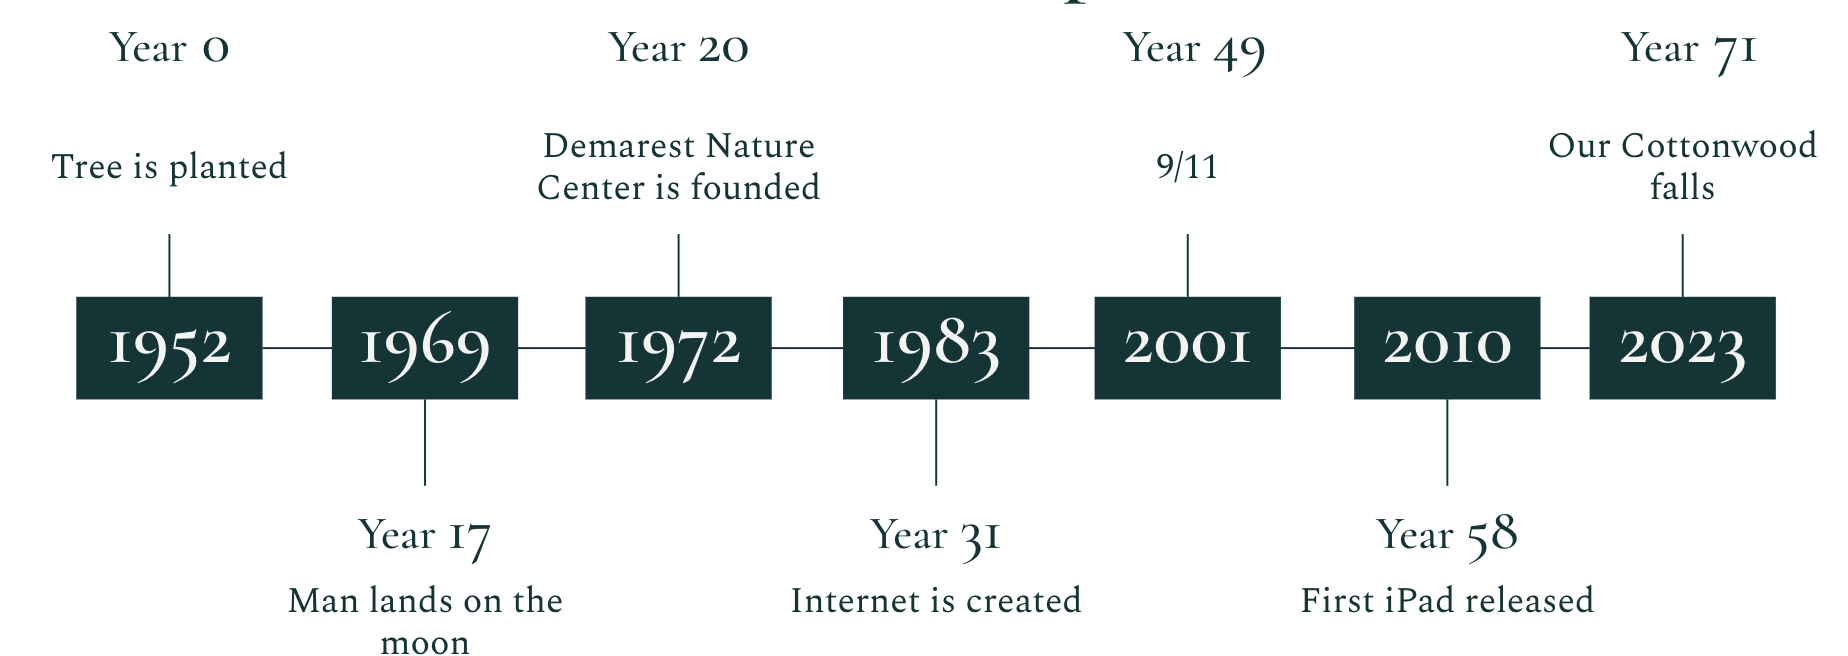 Year 0
Year 20
Year 49
Year 71
Tree is planted
Demarest Nature
Center is founded
9/11
Our Cottonwood
falls
1952
1969
1972
1983
2001
2010
2023
Year 17
Year 31
Year 58
Man lands on the
moon
Internet is created
First iPad released